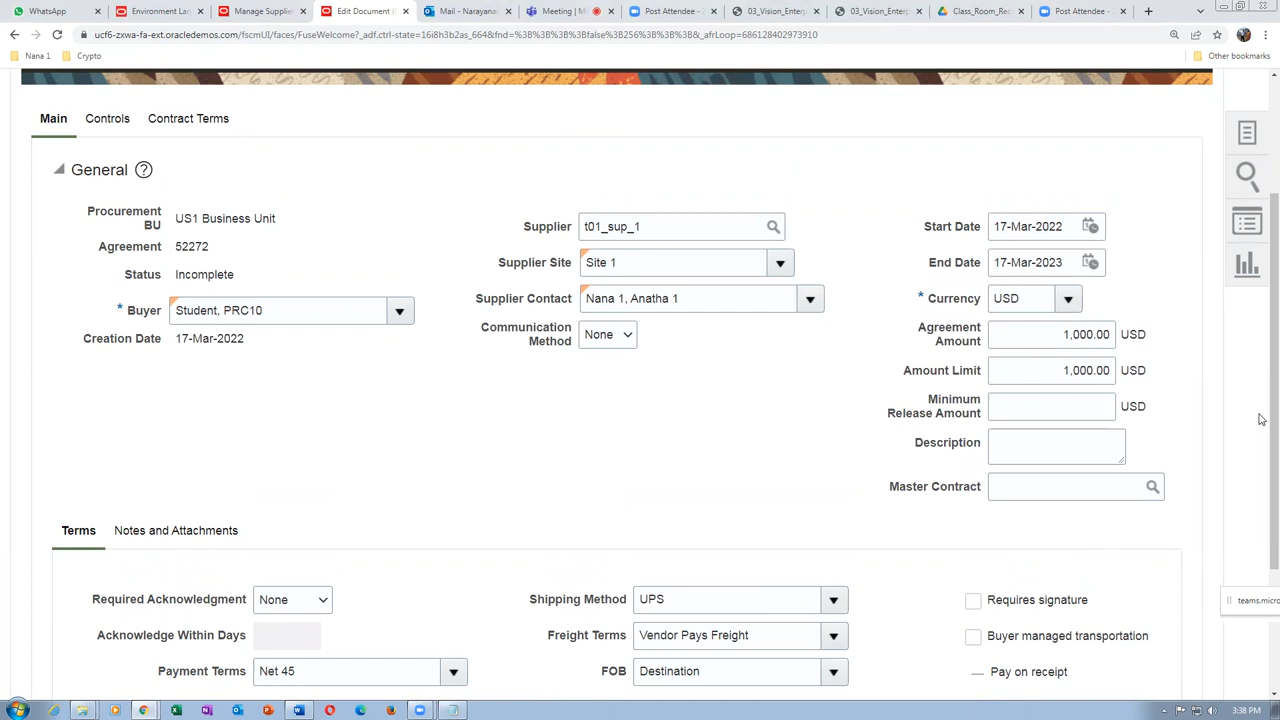 WhatsApp
Environment Lan
Manage Supplie
Edit Document (
Mail - Narayana
Meeting | M
Post Attendee -
03_Vision_Enterp
03_Vision_Enterp
Class_Room_Rec
Post Attendee -
ucf6-zxwa-fa-ext.oracledemos.com/fscmUI/faces/FuseWelcome?_adf.ctrl-state=16i8h3b2as_664&fnd=%3B%3B%3B%3Bfalse%3B256%3B%3B%3B&_afrLoop=686128402973910
Nana 1
Crypto
Other bookmarks
Main
Controls
Contract Terms
General
Procurement
BU
US1 Business Unit
Agreement
52272
Status
Incomplete
* Buyer
Student, PRC10
Creation Date
17-Mar-2022
Supplier
t01_sup_1
Supplier Site
Site 1
Supplier Contact
Nana 1, Anatha 1
Communication
Method
None
Start Date
17-Mar-2022
End Date
17-Mar-2023
* Currency
USD
Agreement
Amount
1,000.00 USD
Amount Limit
1,000.00 USD
Minimum
Release Amount
USD
Description
Master Contract
Terms
Notes and Attachments
Required Acknowledgment
None
Acknowledge Within Days
Payment Terms
Net 45
Shipping Method
UPS
Freight Terms
Vendor Pays Freight
FOB
Destination
Requires signature
Buyer managed transportation
Pay on receipt
teams.micro
3:38 PM